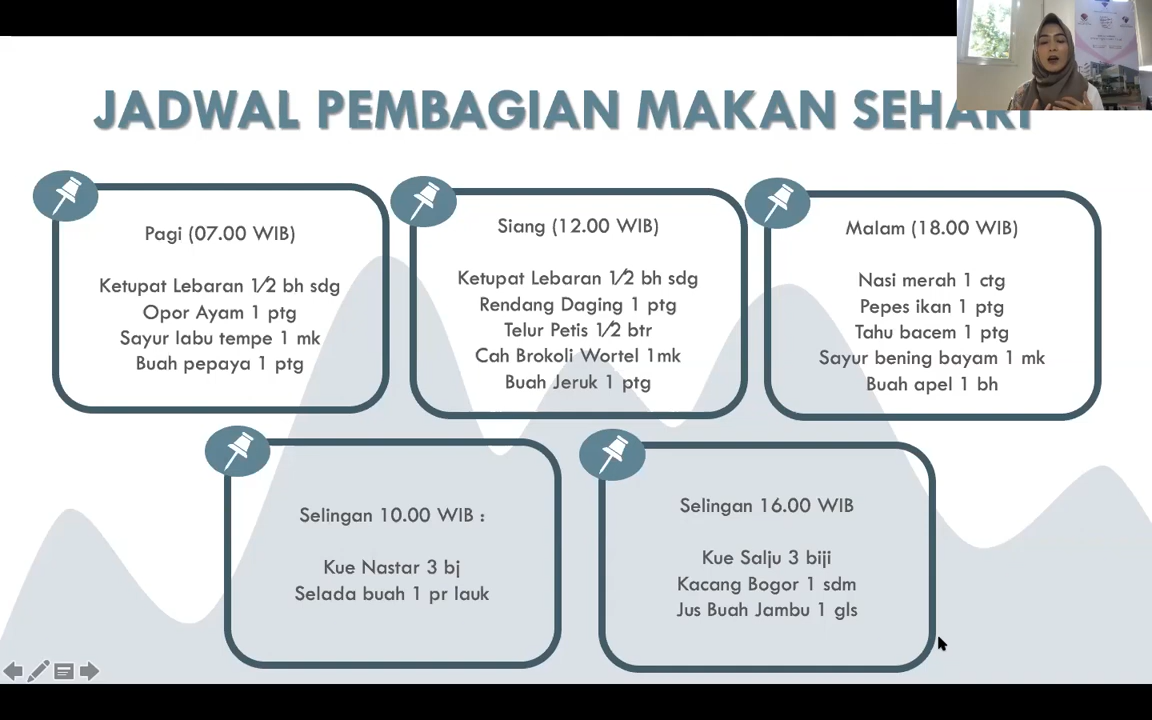 JADWAL PEMBAGIAN MAKAN SEHARI
Pagi (07.00 WIB)
Ketupat Lebaran 1/2 bh sdg
Opor Ayam 1 ptg
Sayur labu tempe 1 mk
Buah pepaya 1 ptg
Siang (12.00 WIB)
Ketupat Lebaran 1/2 bh sdg
Rendang Daging 1 ptg
Telur Petis 1/2 btr
Cah Brokoli Wortel 1mk
Buah Jeruk 1 ptg
Malam (18.00 WIB)
Nasi merah 1 ctg
Pepes ikan 1 ptg
Tahu bacem 1 ptg
Sayur bening bayam 1 mk
Buah apel 1 bh
Selingan 10.00 WIB :
Kue Nastar 3 bj
Selada buah 1 pr lauk
Selingan 16.00 WIB
Kue Salju 3 biji
Kacang Bogor 1 sdm
Jus Buah Jambu 1 gls